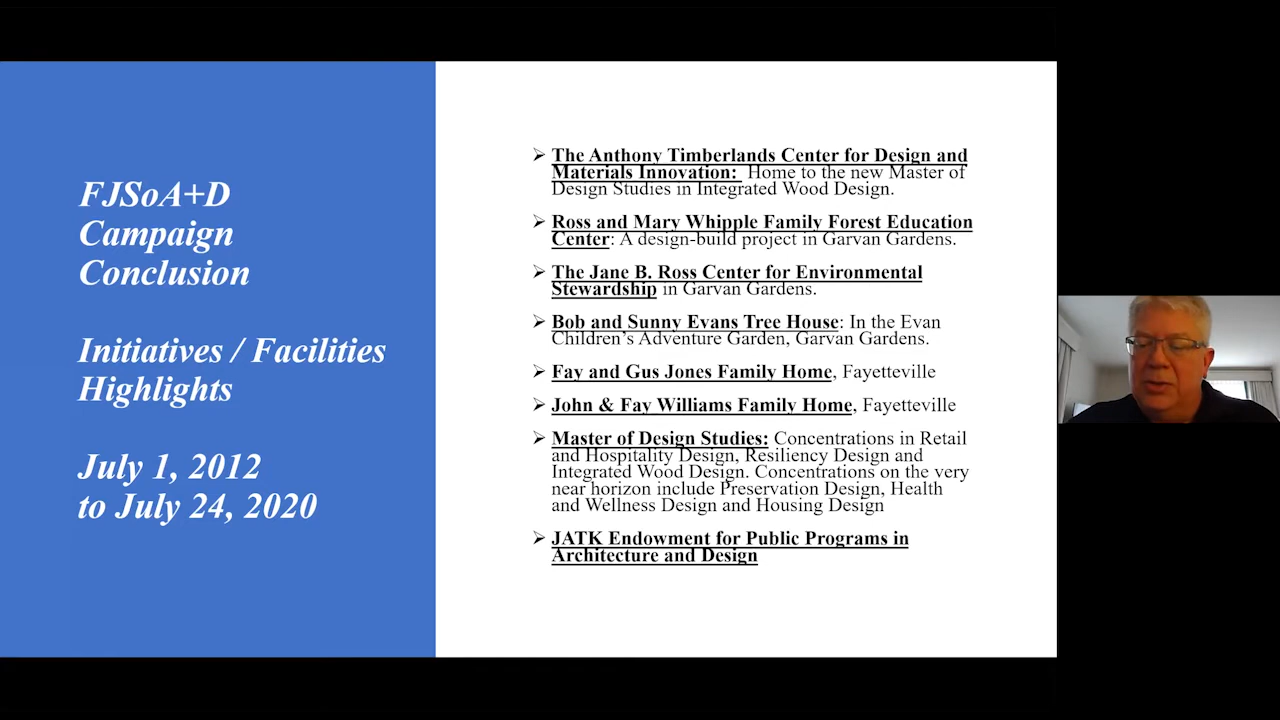 FJSoA+D
Campaign
Conclusion
Initiatives / Facilities
Highlights
July 1, 2012
to July 24, 2020
The Anthony Timberlands Center for Design and
Materials Innovation: Home to the new Master of
Design Studies in Integrated Wood Design.
Ross and Mary Whipple Family Forest Education
Center: A design-build project in Garvan Gardens.
The Jane B. Ross Center for Environmental
Stewardship in Garvan Gardens.
Bob and Sunny Evans Tree House: In the Evan
Children's Adventure Garden, Garvan Gardens.
Fay and Gus Jones Family Home, Fayetteville
John & Fay Williams Family Home, Fayetteville
Master of Design Studies: Concentrations in Retail
and Hospitality Design, Resiliency Design and
Integrated Wood Design. Concentrations on the very
near horizon include Preservation Design, Health
and Wellness Design and Housing Design
JATK Endowment for Public Programs in
Architecture and Design